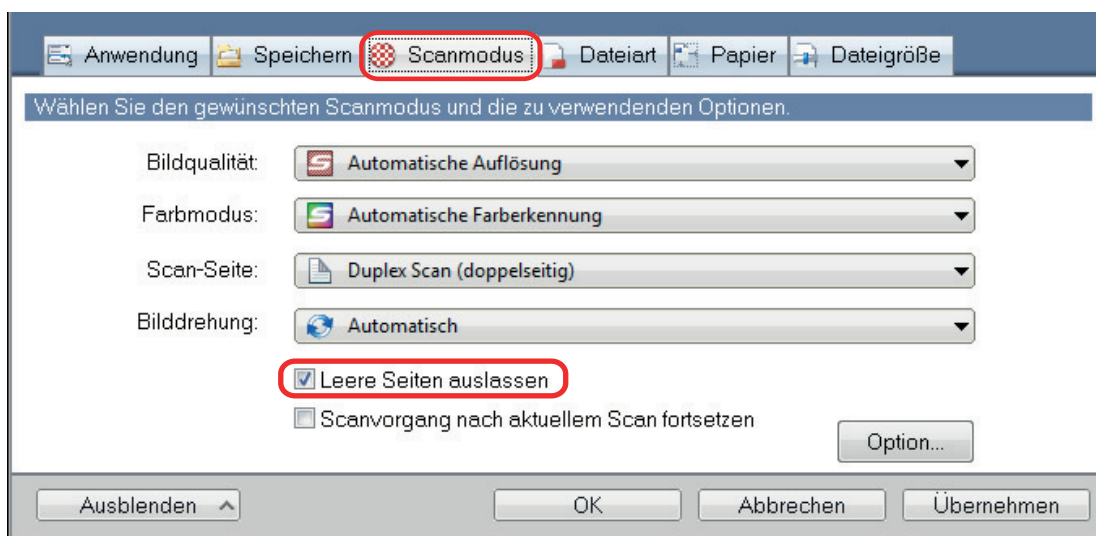 Anwendung Speichern Scanmodus Dateiart Papier Dateigröße
Wählen Sie den gewünschten Scanmodus und die zu verwendenden Optionen.
Bildqualität: Automatische Auflösung
Farbmodus: Automatische Farberkennung
Scan-Seite: Duplex Scan (doppelseitig)
Bilddrehung: Automatisch
Leere Seiten auslassen
Scanvorgang nach aktuellem Scan fortsetzen
Option...
Ausblenden OK Abbrechen Übernehmen